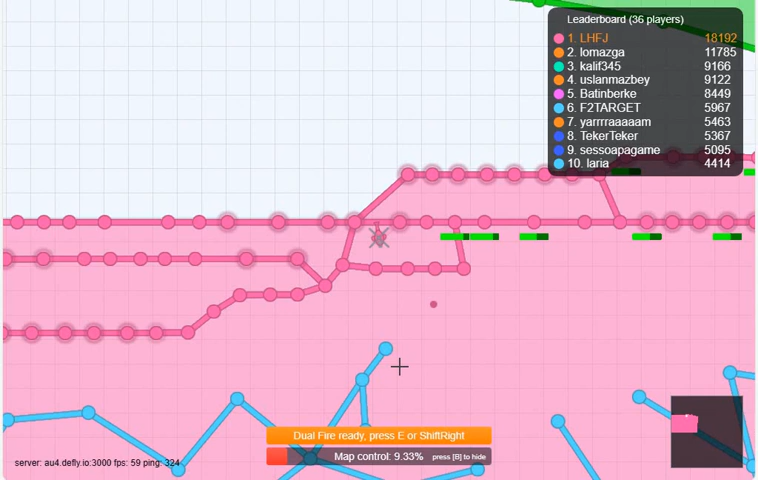 Leaderboard (36 players)
1. LHFJ 18192
2. lomazga 11785
3. kalif345 9166
4. uslanmazbey 9122
5. Batinberke 8449
6. F2TARGET 5967
7. yarrrraaaaam 5463
8. TekerTeker 5367
9. sessoapagame 5095
10. laria 4414
Dual Fire ready, press E or ShiftRight
Map control: 9.33% press [B] to hide
server: au4.defly.io:3000 fps: 59 ping: 324